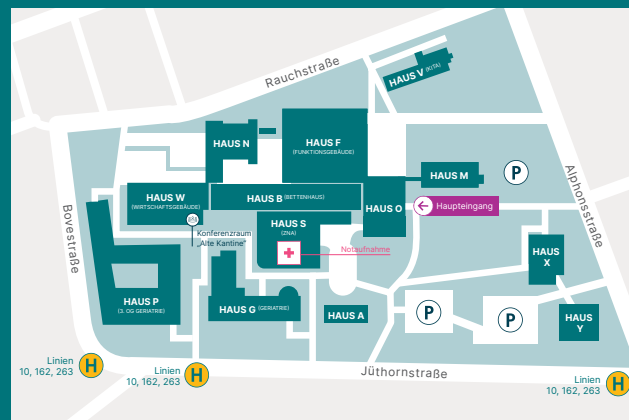 Rauchstraße
HAUS V (KITA)
HAUS N
HAUS F
(FUNKTIONSGEBÄUDE)
HAUS M
P
Alphonsstraße
HAUS W
(WIRTSCHAFTSGEBÄUDE)
HAUS B (BETTENHAUS)
HAUS O
Haupteingang
Bovestraße
HAUS S
(ZNA)
Konferenzraum
„Alte Kantine“
Notaufnahme
HAUS
X
HAUS P
(3. OG GERIATRIE)
HAUS G (GERIATRIE)
HAUS A
P
P
HAUS
Y
Jüthornstraße
Linien
10, 162, 263
H
Linien
10, 162, 263
H
Linien
10, 162, 263
H